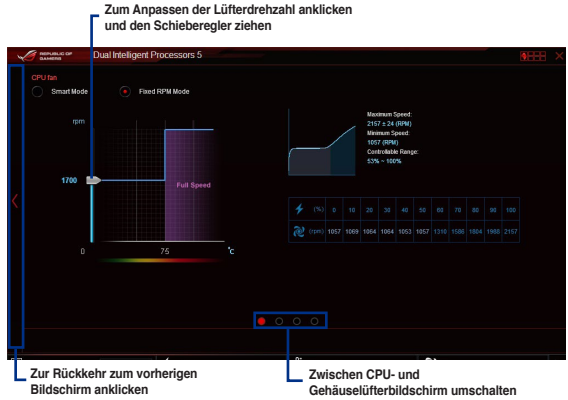 Zum Anpassen der Lüfterdrehzahl anklicken
und den Schieberegler ziehen
REPUBLIC OF
GAMERS
Dual Intelligent Processors 5
CPU fan
Smart Mode
Fixed RPM Mode
rpm
1700
Full Speed
0
75
°c
Maximum Speed:
2157 ± 24 (RPM)
Minimum Speed:
1057 (RPM)
Controllable Range:
53% ~ 100%
(%) 0 10 20 30 40 50 60 70 80 90 100
(rpm) 1057 1069 1064 1064 1053 1057 1310 1586 1804 1988 2157
Zur Rückkehr zum vorherigen
Bildschirm anklicken
Zwischen CPU- und
Gehäuselüfterbildschirm umschalten